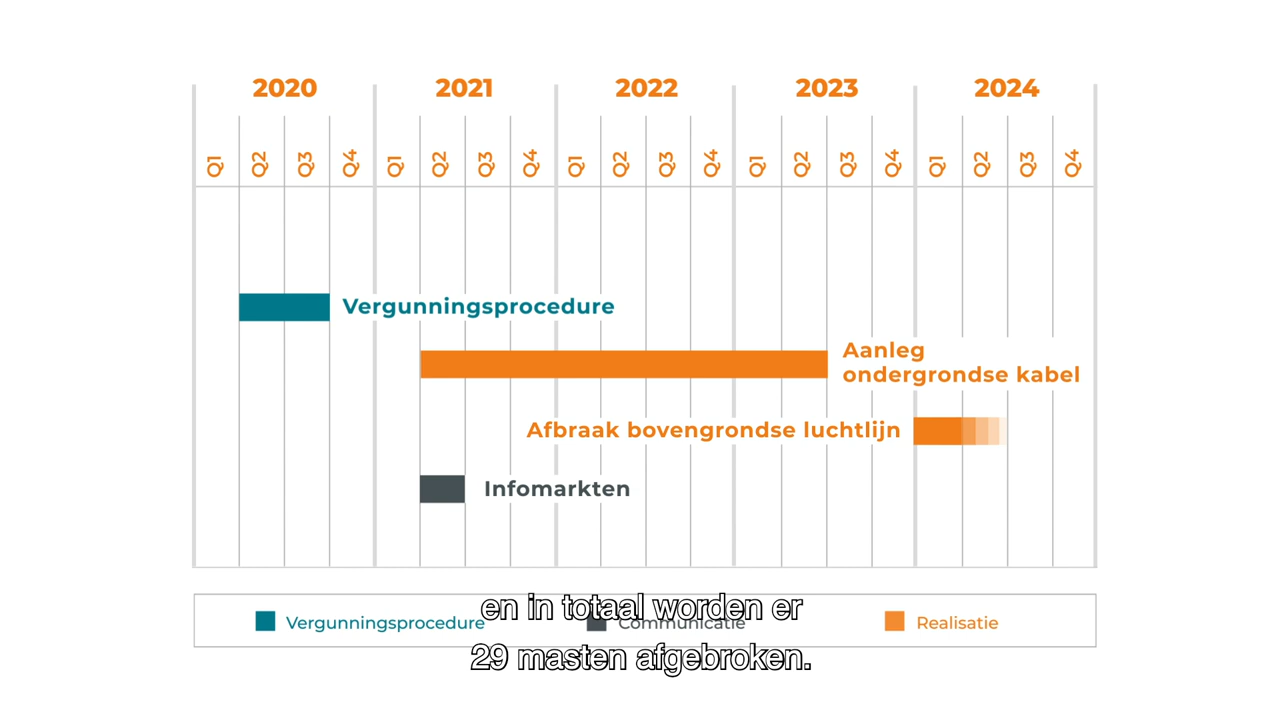 2020 2021 2022 2023 2024
Q1 Q2 Q3 Q4 Q1 Q2 Q3 Q4 Q1 Q2 Q3 Q4 Q1 Q2 Q3 Q4 Q1 Q2 Q3 Q4
Vergunningsprocedure
Aanleg
ondergrondse kabel
Afbraak bovengrondse luchtlijn
Infomarkten
Vergunningsprocedure Communicatie Realisatie
en in totaal worden er
29 masten afgebroken.